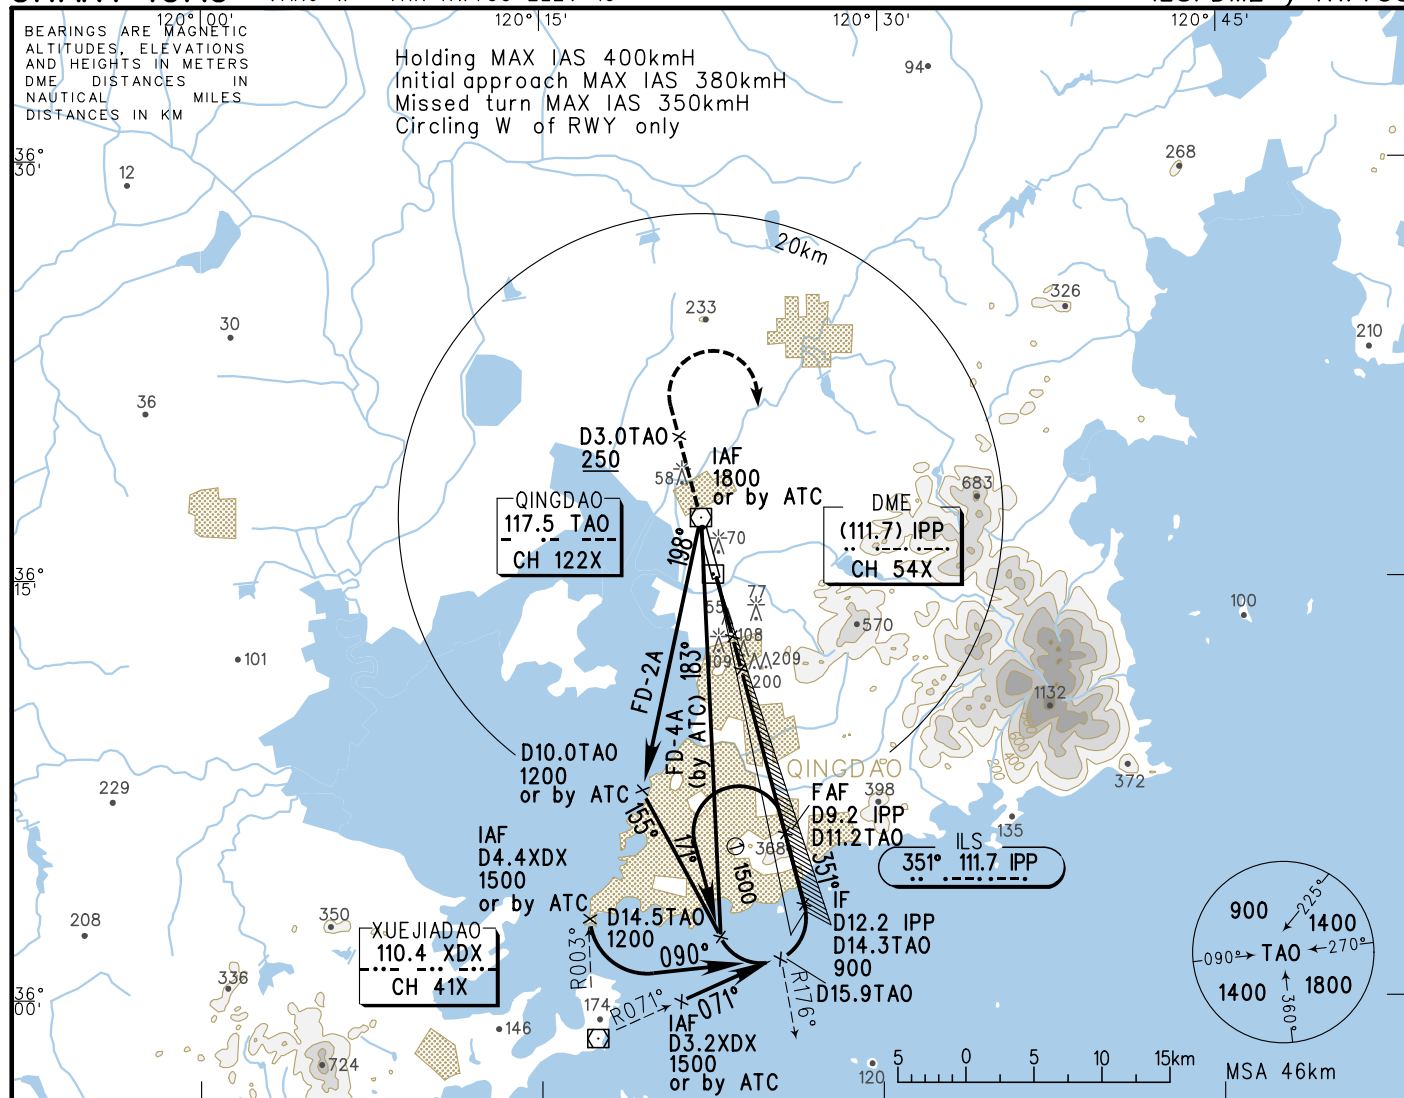 120° 00'
120° 15'
120° 30'
120° 45'
BEARINGS ARE MAGNETIC
ALTITUDES, ELEVATIONS
AND HEIGHTS IN METERS
DME DISTANCES IN
NAUTICAL MILES
DISTANCES IN KM
Holding MAX IAS 400kmH
Initial approach MAX IAS 380kmH
Missed turn MAX IAS 350kmH
Circling W of RWY only
94
36°
30'
12
268
20km
326
233
30
210
36
D3.0TAO
250
58
IAF
1800
or by ATC
683
QINGDAO
117.5 TAO
CH 122X
DME
(111.7) IPP
CH 54X
198°
70
36°
15'
77
100
570
108
209
200
101
FD-2A
FD-4A 183°
(by ATC)
1132
600
400
200
D10.0TAO
1200
or by ATC
QINGDAO
372
229
FAF
D9.2 IPP
D11.2TAO
398
135
155°
171°
1500
368
351°
ILS
351° 111.7 IPP
IAF
D4.4XDX
1500
or by ATC
D14.5TAO
1200
IF
D12.2 IPP
D14.3TAO
900
208
350
XUEJIADAO
110.4 XDX
CH 41X
R003°
090°
D15.9TAO
R176°
336
36°
00'
174
R071°
071°
146
IAF
D3.2XDX
1500
or by ATC
724
120
5 0 5 10 15km
900
225°
1400
090°
TAO
270°
1400
360°
1800
MSA 46km